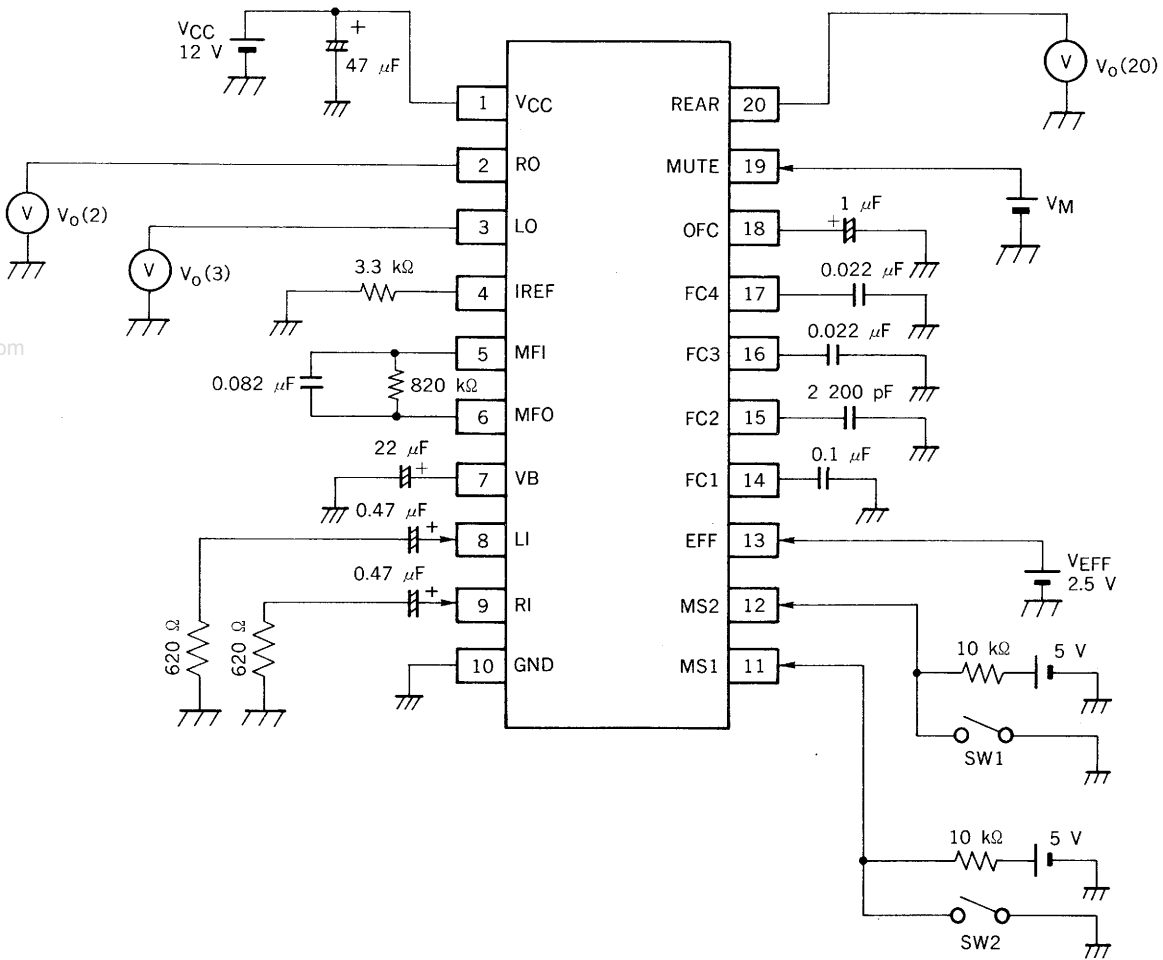 VCC
12 V
+
47 μF
1 VCC
REAR 20
V
Vo(20)
2 RO
MUTE 19
V
Vo(2)
VM
3 LO
OFC 18
+ 1 μF
V
Vo(3)
3.3 kΩ
4 IREF
FC4 17
0.022 μF
om
5 MFI
FC3 16
0.022 μF
0.082 μF
820 kΩ
6 MFO
FC2 15
2 200 pF
22 μF
+
7 VB
FC1 14
0.1 μF
0.47 μF
+
8 LI
EFF 13
VEFF
2.5 V
0.47 μF
+
9 RI
MS2 12
620 Ω
620 Ω
10 GND
MS1 11
10 kΩ
5 V
SW1
10 kΩ
5 V
SW2